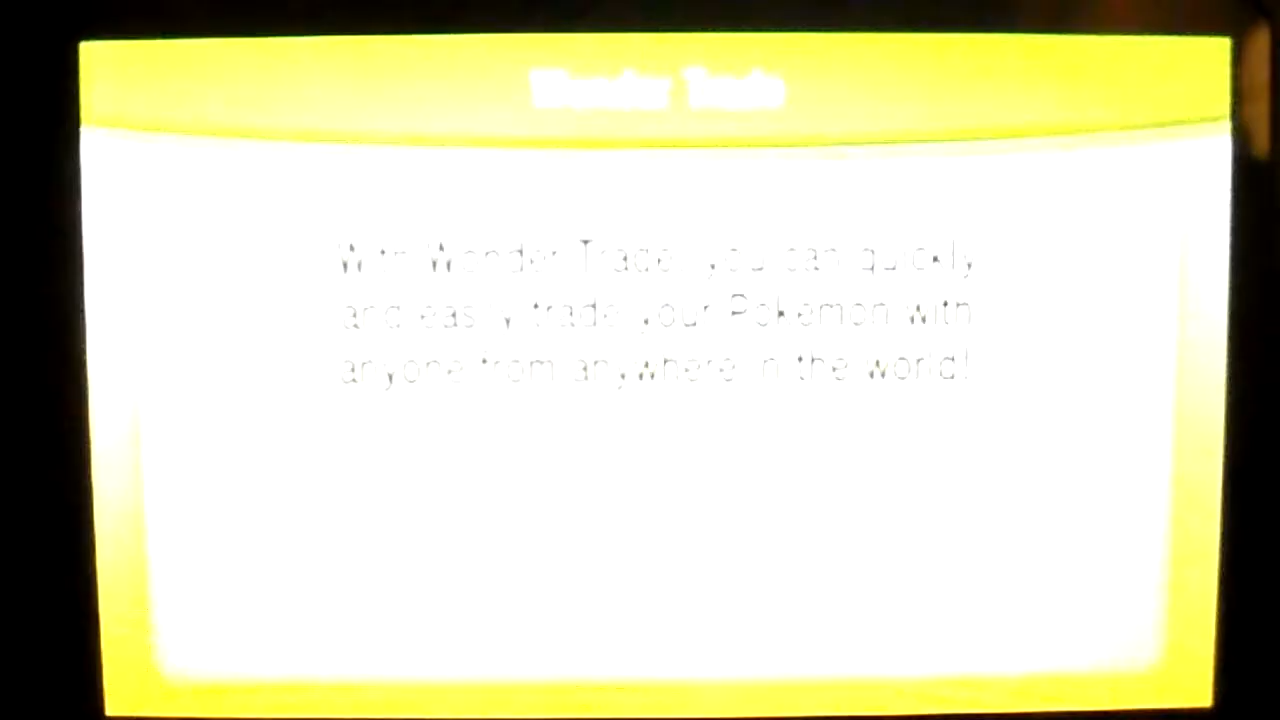 Wonder Trade
With Wonder Trade, you can quickly
and easily trade your Pokémon with
anyone from anywhere in the world!